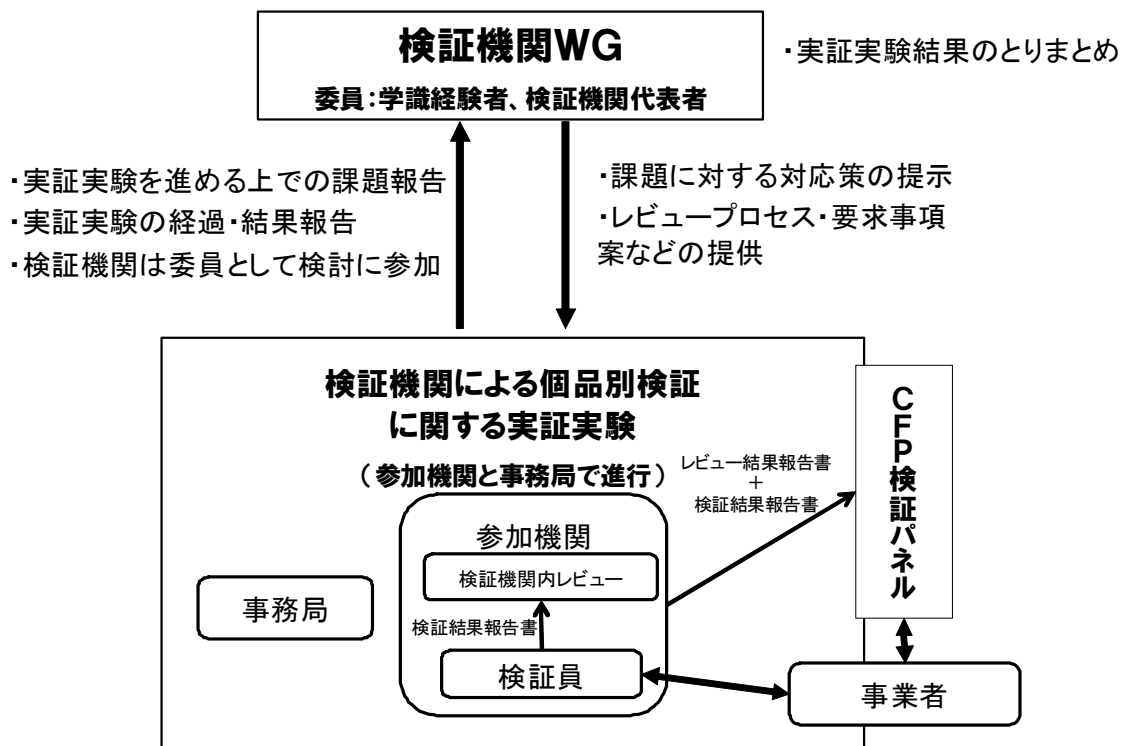 検証機関WG
委員：学識経験者、検証機関代表者
・実証実験結果のとりまとめ
・実証実験を進める上での課題報告
・実証実験の経過・結果報告
・検証機関は委員として検討に参加
・課題に対する対応策の提示
・レビュープロセス・要求事項
案などの提供
検証機関による個品別検証
に関する実証実験
（参加機関と事務局で進行）
レビュー結果報告書
＋
検証結果報告書
CFP検証パネル
参加機関
検証機関内レビュー
検証結果報告書
検証員
事務局
事業者